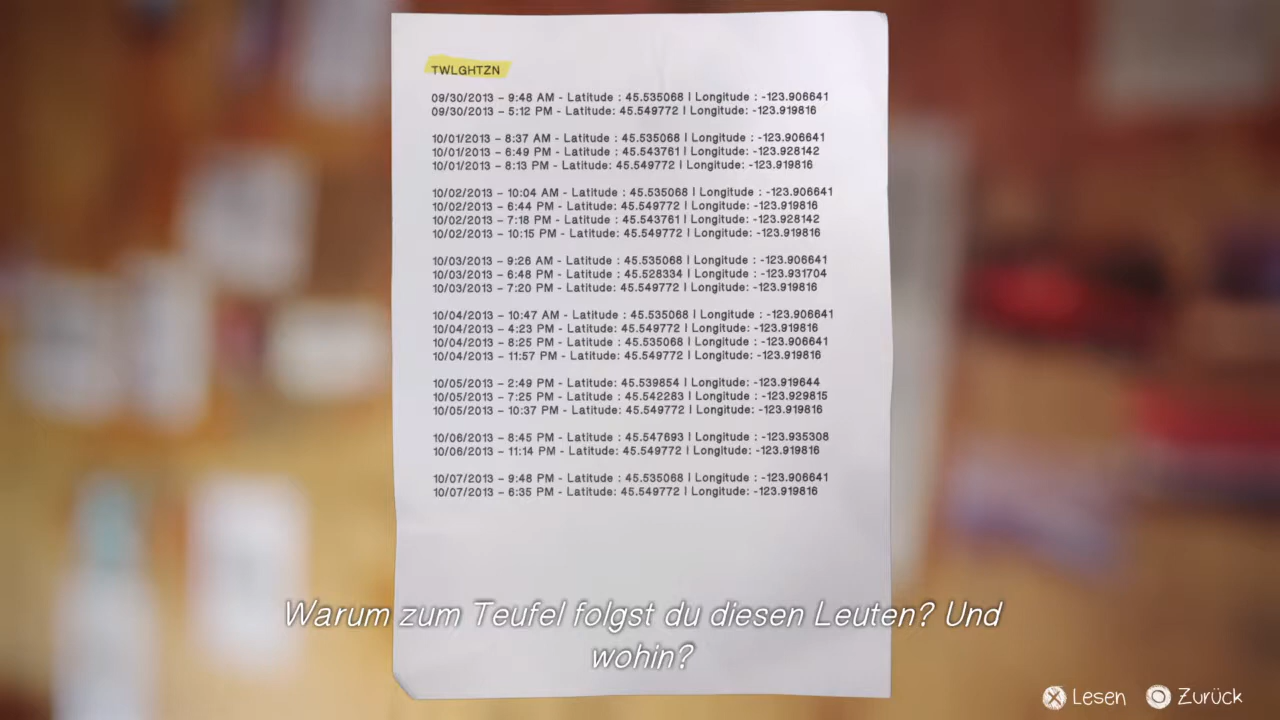 TWLGHTZN
09/30/2013 – 9:48 AM - Latitude : 45.535068 | Longitude : -123.906641
09/30/2013 – 5:12 PM - Latitude: 45.549772 | Longitude: -123.919816
10/01/2013 – 8:37 AM - Latitude : 45.535068 | Longitude : -123.906641
10/01/2013 – 6:49 PM - Latitude : 45.543761 | Longitude: -123.928142
10/01/2013 – 8:13 PM - Latitude: 45.549772 | Longitude: -123.919816
10/02/2013 – 10:04 AM - Latitude : 45.535068 | Longitude : -123.906641
10/02/2013 – 6:44 PM - Latitude: 45.549772 | Longitude: -123.919816
10/02/2013 – 7:18 PM - Latitude : 45.543761 | Longitude: -123.928142
10/02/2013 – 10:15 PM - Latitude: 45.549772 | Longitude: -123.919816
10/03/2013 – 9:26 AM - Latitude : 45.535068 | Longitude : -123.906641
10/03/2013 – 6:48 PM - Latitude : 45.528334 | Longitude: -123.931704
10/03/2013 – 7:20 PM - Latitude: 45.549772 | Longitude: -123.919816
10/04/2013 – 10:47 AM - Latitude : 45.535068 | Longitude : -123.906641
10/04/2013 – 4:23 PM - Latitude: 45.549772 | Longitude: -123.919816
10/04/2013 – 8:25 PM - Latitude : 45.535068 | Longitude : -123.906641
10/04/2013 – 11:57 PM - Latitude: 45.549772 | Longitude: -123.919816
10/05/2013 – 2:49 PM - Latitude: 45.539854 | Longitude: -123.919644
10/05/2013 – 7:25 PM - Latitude : 45.542283 | Longitude : -123.929815
10/05/2013 – 10:37 PM - Latitude: 45.549772 | Longitude: -123.919816
10/06/2013 – 8:45 PM - Latitude : 45.547693 | Longitude : -123.935308
10/06/2013 – 11:14 PM - Latitude: 45.549772 | Longitude: -123.919816
10/07/2013 – 9:48 PM - Latitude : 45.535068 | Longitude : -123.906641
10/07/2013 – 6:35 PM - Latitude: 45.549772 | Longitude: -123.919816
Warum zum Teufel folgst du diesen Leuten? Und
wohin?
Lesen Zurück